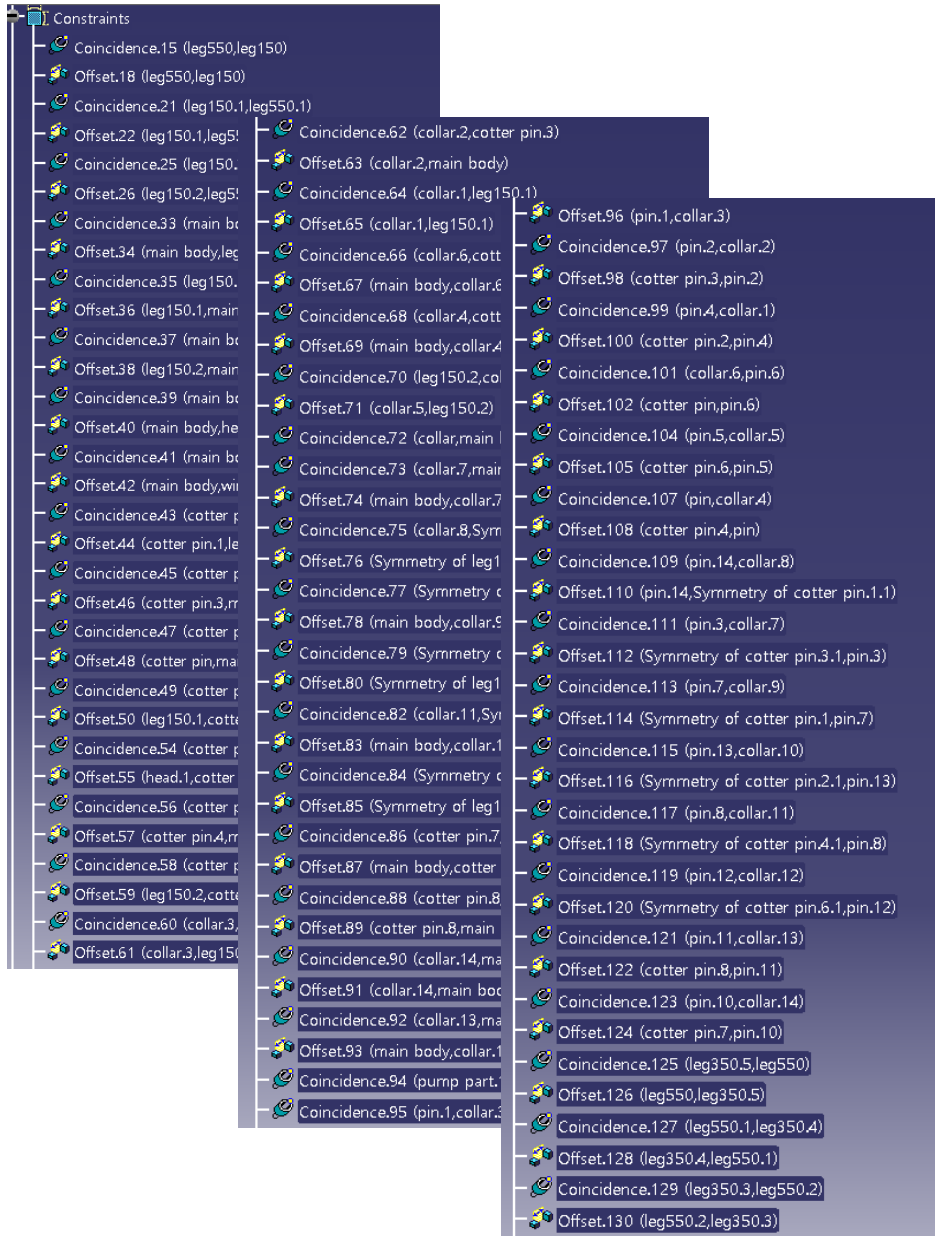 Constraints
Coincidence.15 (leg550,leg150)
Offset.18 (leg550,leg150)
Coincidence.21 (leg150.1,leg550.1)
Offset.22 (leg150.1,leg55
Coincidence.25 (leg150.
Offset.26 (leg150.2,leg5
Coincidence.33 (main bo
Offset.34 (main body,leg
Coincidence.35 (leg150.
Offset.36 (leg150.1,main
Coincidence.37 (main bo
Offset.38 (leg150.2,main
Coincidence.39 (main bo
Offset.40 (main body,he
Coincidence.41 (main bo
Offset.42 (main body,wi
Coincidence.43 (cotter p
Offset.44 (cotter pin.1,le
Coincidence.45 (cotter p
Offset.46 (cotter pin.3,m
Coincidence.47 (cotter p
Offset.48 (cotter pin,mai
Coincidence.49 (cotter p
Offset.50 (leg150.1,cotte
Coincidence.54 (cotter p
Offset.55 (head.1,cotter
Coincidence.56 (cotter p
Offset.57 (cotter pin.4,m
Coincidence.58 (cotter p
Offset.59 (leg150.2,cotte
Coincidence.60 (collar.3,
Offset.61 (collar.3,leg150
Coincidence.62 (collar.2,cotter pin.3)
Offset.63 (collar.2,main body)
Coincidence.64 (collar.1,leg150.1)
Offset.65 (collar.1,leg150.1)
Coincidence.66 (collar.6,cott
Offset.67 (main body,collar.6
Coincidence.68 (collar.4,cott
Offset.69 (main body,collar.4
Coincidence.70 (leg150.2,col
Offset.71 (collar.5,leg150.2)
Coincidence.72 (collar,main
Coincidence.73 (collar.7,mair
Offset.74 (main body,collar.7
Coincidence.75 (collar.8,Sym
Offset.76 (Symmetry of leg1
Coincidence.77 (Symmetry o
Offset.78 (main body,collar.9
Coincidence.79 (Symmetry o
Offset.80 (Symmetry of leg1
Coincidence.82 (collar.11,Sy
Offset.83 (main body,collar.1
Coincidence.84 (Symmetry o
Offset.85 (Symmetry of leg1
Coincidence.86 (cotter pin.7
Offset.87 (main body,cotter
Coincidence.88 (cotter pin.8
Offset.89 (cotter pin.8,main
Coincidence.90 (collar.14,ma
Offset.91 (collar.14,main bod
Coincidence.92 (collar.13,ma
Offset.93 (main body,collar.1
Coincidence.94 (pump part.
Coincidence.95 (pin.1,collar.3
Offset.96 (pin.1,collar.3)
Coincidence.97 (pin.2,collar.2)
Offset.98 (cotter pin.3,pin.2)
Coincidence.99 (pin.4,collar.1)
Offset.100 (cotter pin.2,pin.4)
Coincidence.101 (collar.6,pin.6)
Offset.102 (cotter pin,pin.6)
Coincidence.104 (pin.5,collar.5)
Offset.105 (cotter pin.6,pin.5)
Coincidence.107 (pin,collar.4)
Offset.108 (cotter pin.4,pin)
Coincidence.109 (pin.14,collar.8)
Offset.110 (pin.14,Symmetry of cotter pin.1.1)
Coincidence.111 (pin.3,collar.7)
Offset.112 (Symmetry of cotter pin.3.1,pin.3)
Coincidence.113 (pin.7,collar.9)
Offset.114 (Symmetry of cotter pin.1,pin.7)
Coincidence.115 (pin.13,collar.10)
Offset.116 (Symmetry of cotter pin.2.1,pin.13)
Coincidence.117 (pin.8,collar.11)
Offset.118 (Symmetry of cotter pin.4.1,pin.8)
Coincidence.119 (pin.12,collar.12)
Offset.120 (Symmetry of cotter pin.6.1,pin.12)
Coincidence.121 (pin.11,collar.13)
Offset.122 (cotter pin.8,pin.11)
Coincidence.123 (pin.10,collar.14)
Offset.124 (cotter pin.7,pin.10)
Coincidence.125 (leg350.5,leg550)
Offset.126 (leg550,leg350.5)
Coincidence.127 (leg550.1,leg350.4)
Offset.128 (leg350.4,leg550.1)
Coincidence.129 (leg350.3,leg550.2)
Offset.130 (leg550.2,leg350.3)